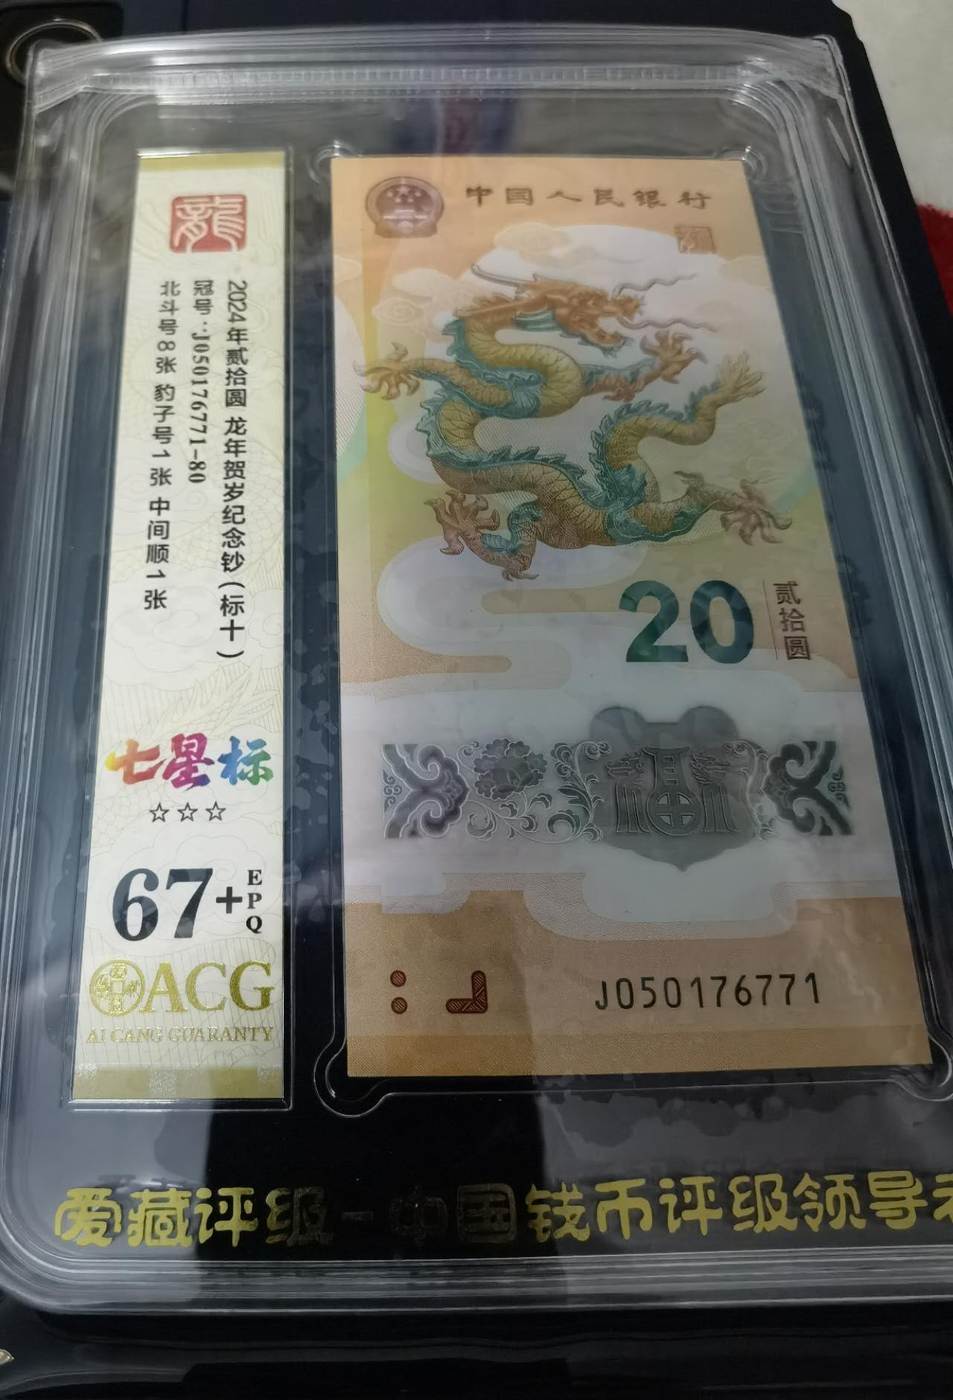 龍
2024年贰拾圆 龙年贺岁纪念钞(标十)
冠号:J050176771-80
北斗号8张 豹子号1张 中间顺1张
七星标
☆☆☆
67+EPQ
ACG
AI CANG GUARANTY
中国人民银行
20
贰拾圆
福
J050176771
爱藏评级-中国钱币评级领导